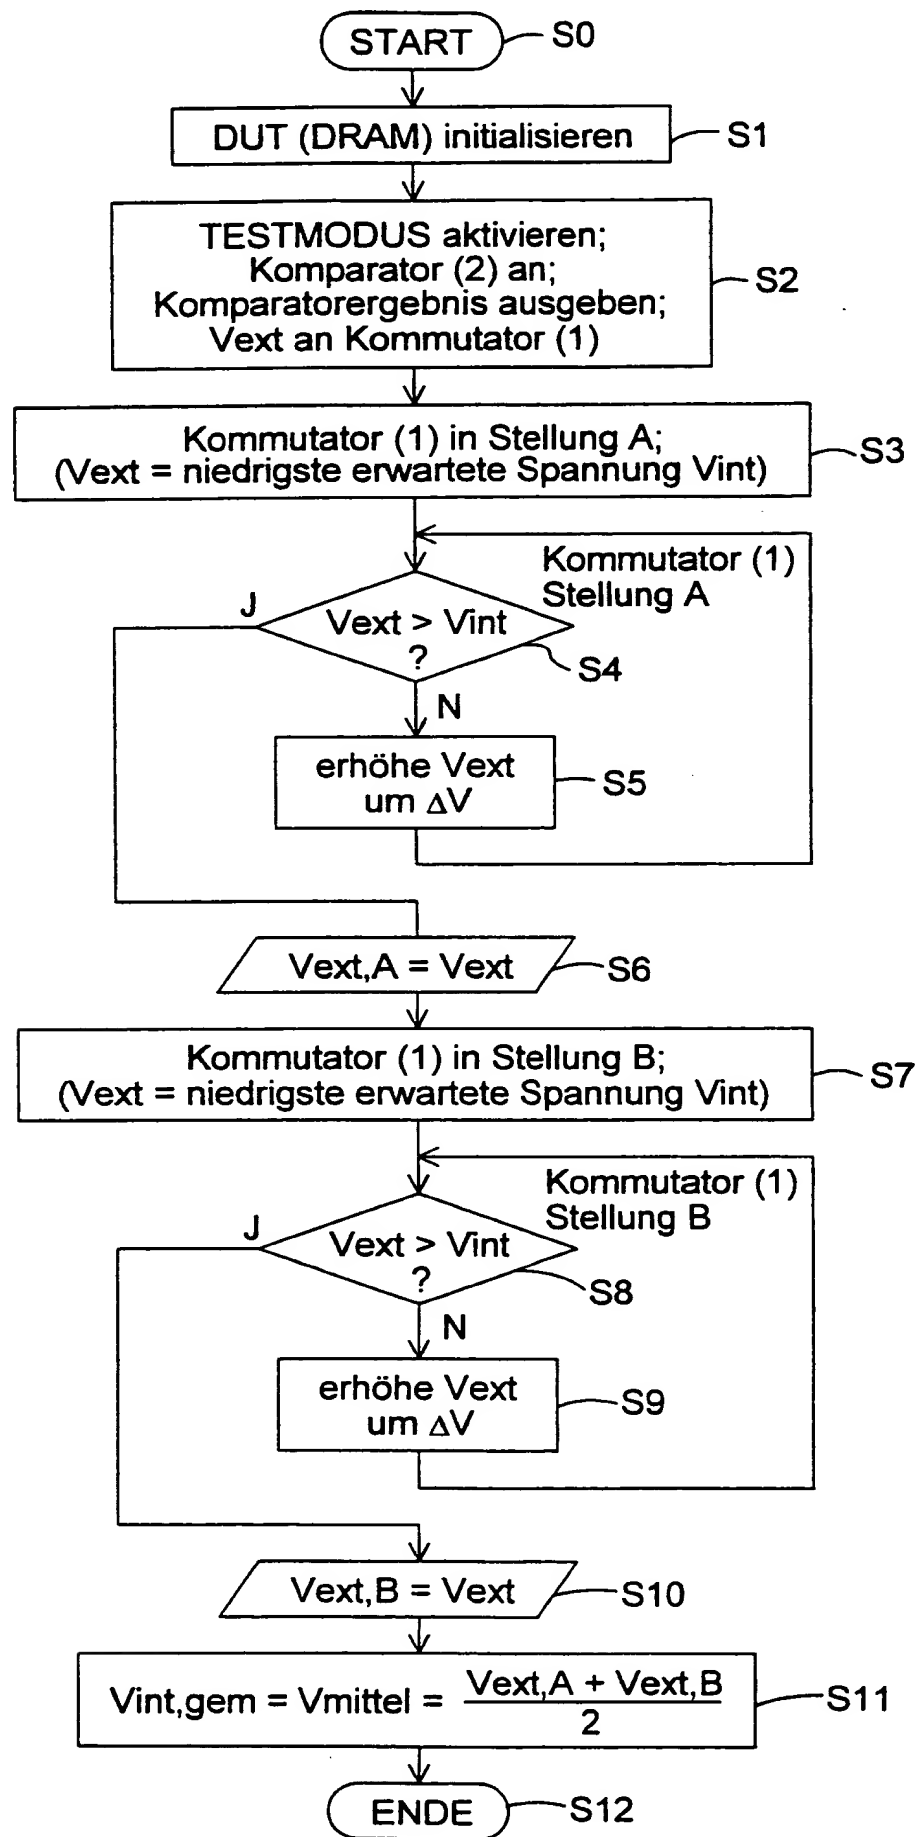 START
S0
DUT (DRAM) initialisieren
S1
TESTMODUS aktivieren;
Komparator (2) an;
Komparatorergebnis ausgeben;
Vext an Kommutator (1)
S2
Kommutator (1) in Stellung A;
(Vext = niedrigste erwartete Spannung Vint)
S3
Kommutator (1)
Stellung A
J
Vext > Vint
?
S4
N
erhöhe Vext
um ΔV
S5
Vext,A = Vext
S6
Kommutator (1) in Stellung B;
(Vext = niedrigste erwartete Spannung Vint)
S7
Kommutator (1)
Stellung B
J
Vext > Vint
?
S8
N
erhöhe Vext
um ΔV
S9
Vext,B = Vext
S10
Vint,gem = Vmittel = Vext,A + Vext,B
2
S11
ENDE
S12